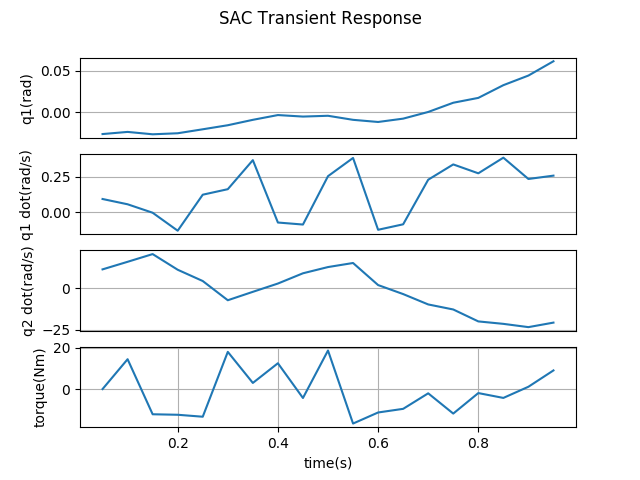 SAC Transient Response
q1(rad)
0.05
0.00
q1 dot(rad/s)
0.25
0.00
q2 dot(rad/s)
0
−25
torque(Nm)
20
0
0.2 0.4 0.6 0.8
time(s)